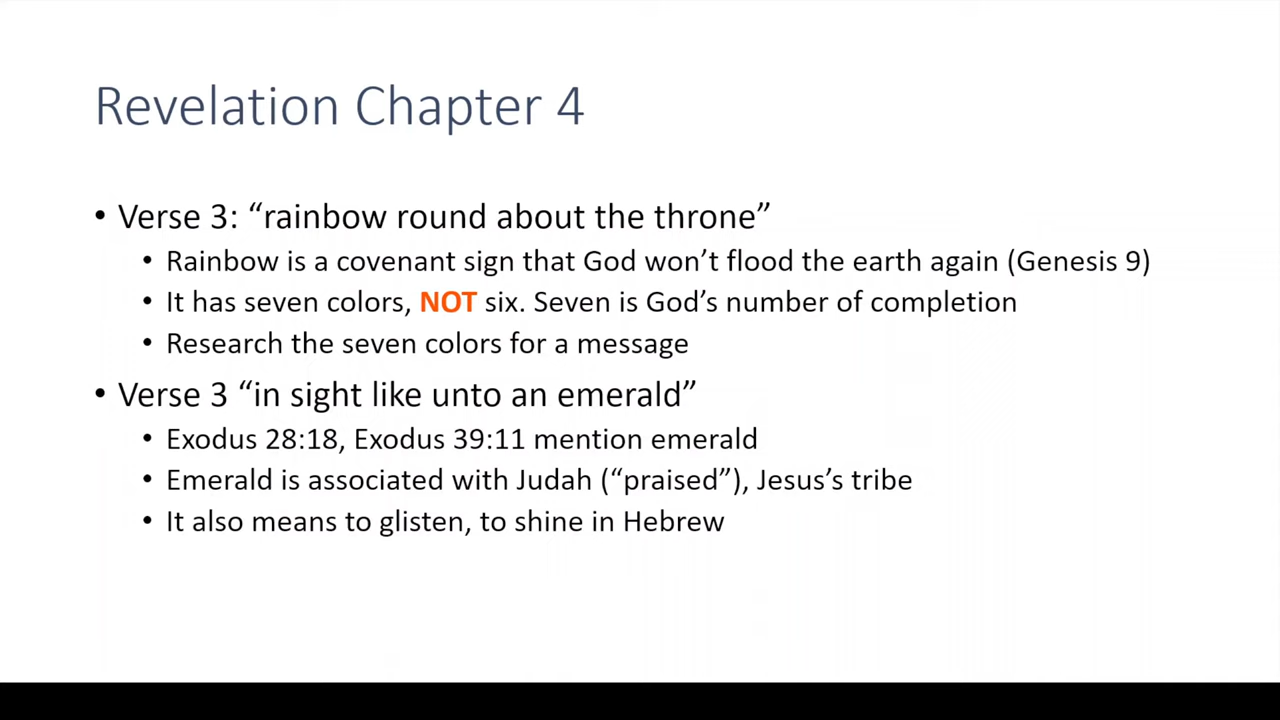 Revelation Chapter 4
• Verse 3: “rainbow round about the throne”
• Rainbow is a covenant sign that God won’t flood the earth again (Genesis 9)
• It has seven colors, NOT six. Seven is God’s number of completion
• Research the seven colors for a message
• Verse 3 “in sight like unto an emerald”
• Exodus 28:18, Exodus 39:11 mention emerald
• Emerald is associated with Judah (“praised”), Jesus’s tribe
• It also means to glisten, to shine in Hebrew